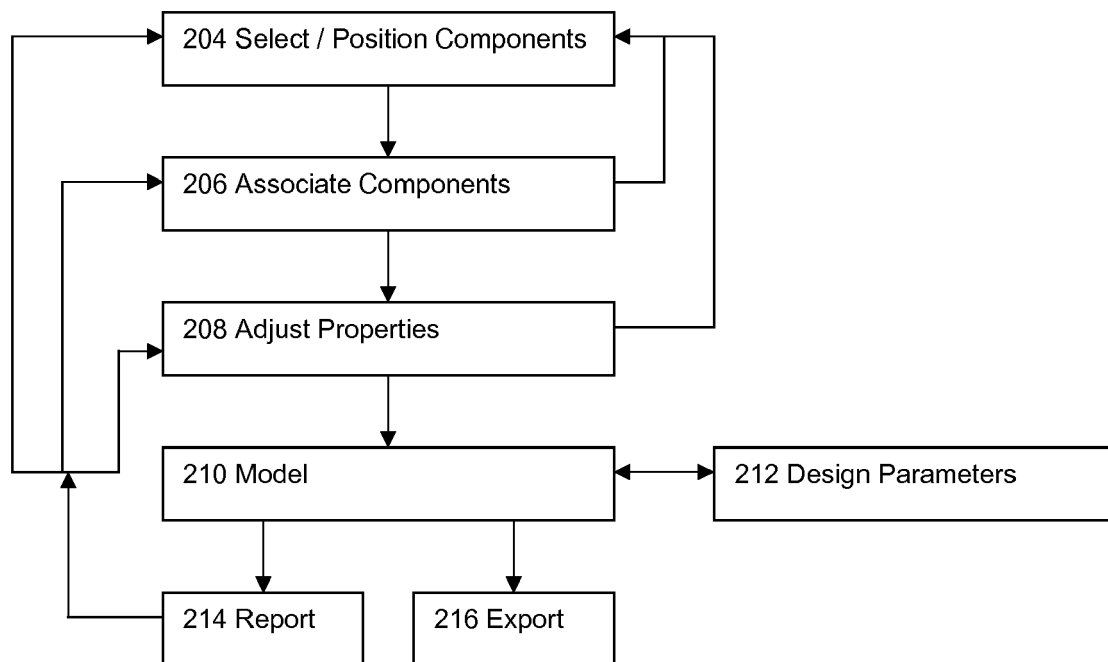 204 Select / Position Components
206 Associate Components
208 Adjust Properties
210 Model
212 Design Parameters
214 Report
216 Export